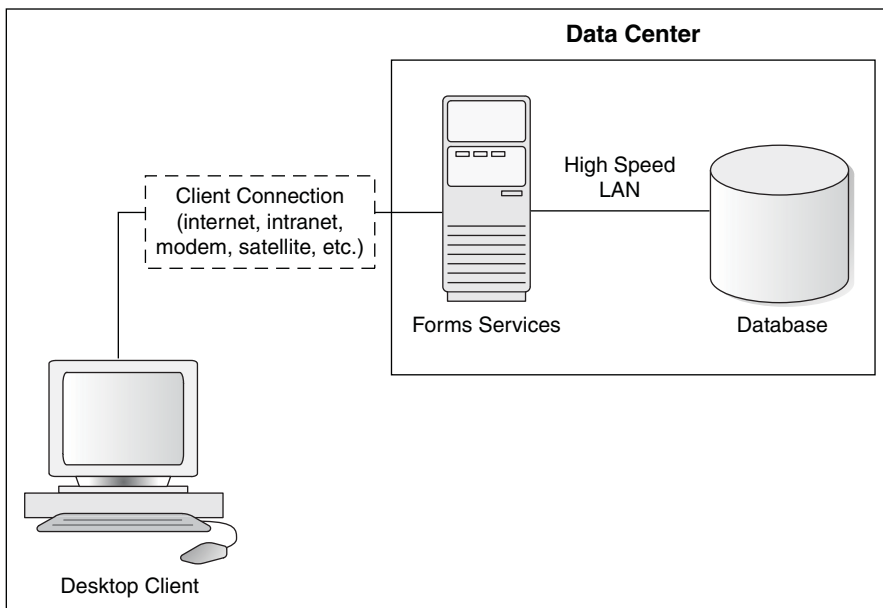 Data Center
Client Connection
(internet, intranet,
modem, satellite, etc.)
High Speed
LAN
Forms Services
Database
Desktop Client